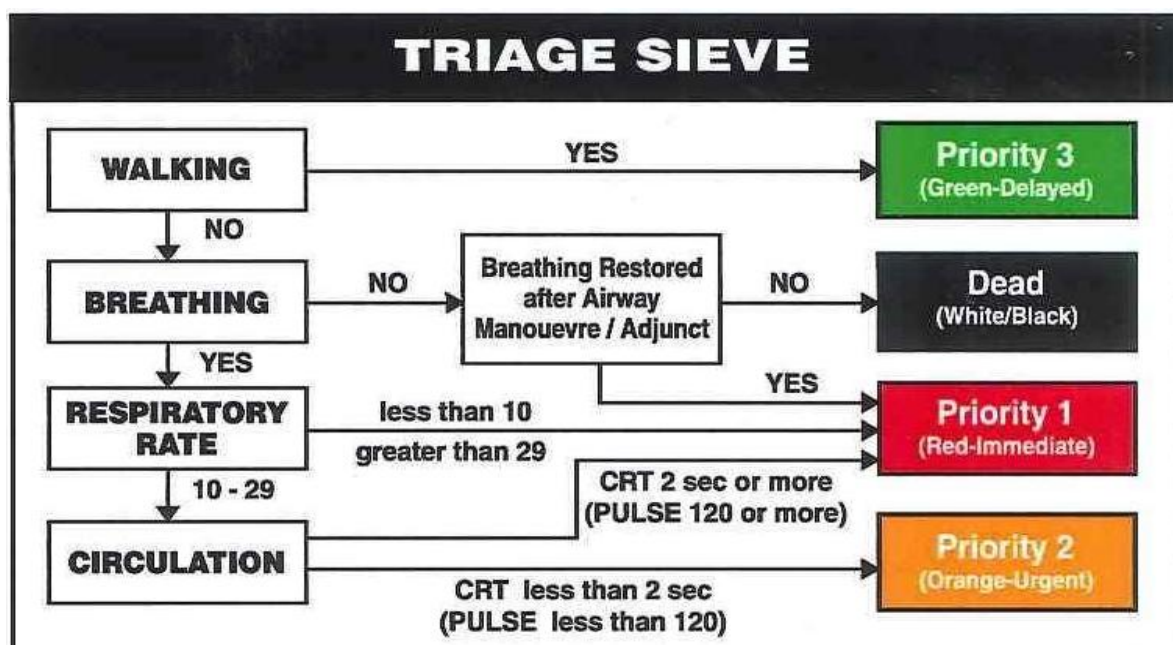 TRIAGE SIEVE
WALKING
YES
Priority 3
(Green-Delayed)
NO
BREATHING
NO
Breathing Restored
after Airway
Manouevre / Adjunct
NO
Dead
(White/Black)
YES
YES
RESPIRATORY
RATE
less than 10
greater than 29
Priority 1
(Red-Immediate)
10 - 29
CRT 2 sec or more
(PULSE 120 or more)
CIRCULATION
CRT less than 2 sec
(PULSE less than 120)
Priority 2
(Orange-Urgent)